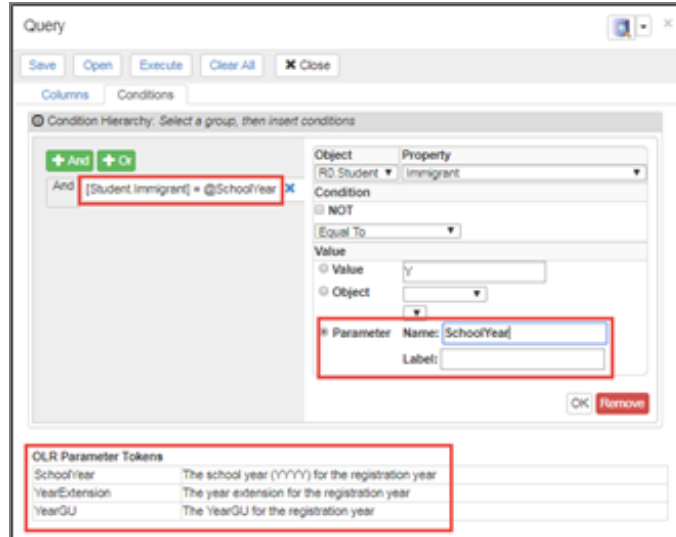 Query
Save Open Execute Clear All ✖ Close
Columns Conditions
Condition Hierarchy: Select a group, then insert conditions
+ And + Or
And [Student.Immigrant] = @SchoolYear ✖
Object Property
R0.Student Immigrant
Condition
NOT
Equal To
Value
Value Y
Object
Parameter Name: SchoolYear
Label:
OK Remove
OLR Parameter Tokens
SchoolYear The school year (YYYY) for the registration year
YearExtension The year extension for the registration year
YearGU The YearGU for the registration year